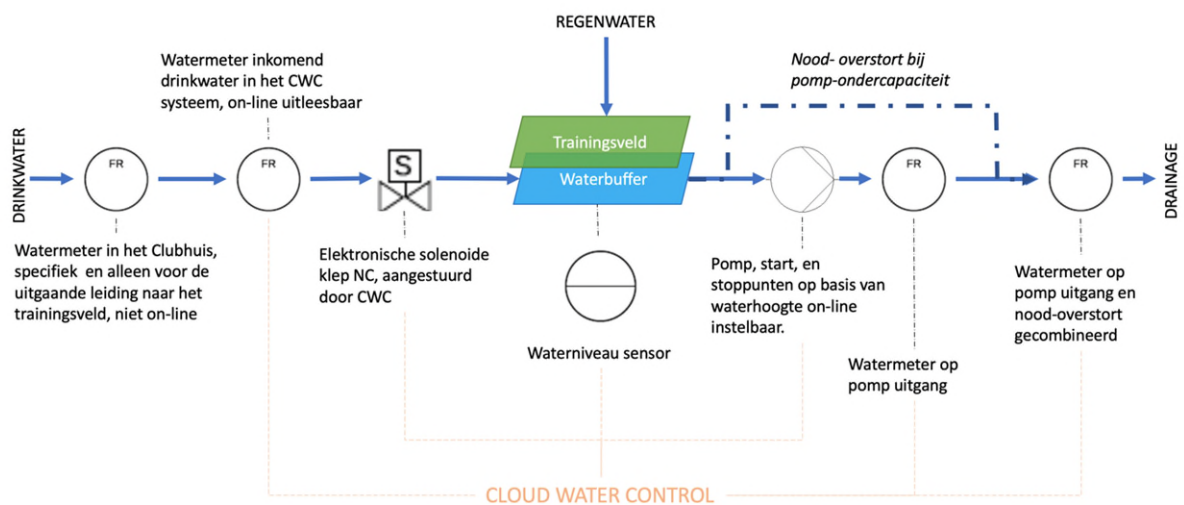 REGENWATER
Watermeter inkomend
drinkwater in het CWC
systeem, on-line uitleesbaar
Nood- overstort bij
pomp-ondercapaciteit
DRINKWATER
FR
FR
S
Trainingsveld
Waterbuffer
FR
FR
DRAINAGE
Watermeter in het Clubhuis,
specifiek en alleen voor de
uitgaande leiding naar het
trainingsveld, niet on-line
Elektronische solenoide
klep NC, aangestuurd
door CWC
Waterniveau sensor
Pomp, start, en
stoppunten op basis van
waterhoogte on-line
instelbaar.
Watermeter op
pomp uitgang
Watermeter op
pomp uitgang en
nood-overstort
gecombineerd
CLOUD WATER CONTROL